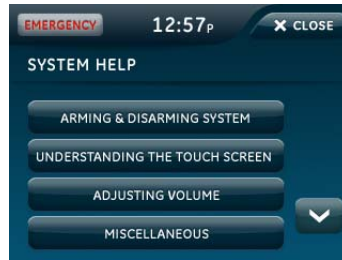 EMERGENCY
12:57P
X CLOSE
SYSTEM HELP
ARMING & DISARMING SYSTEM
UNDERSTANDING THE TOUCH SCREEN
ADJUSTING VOLUME
MISCELLANEOUS